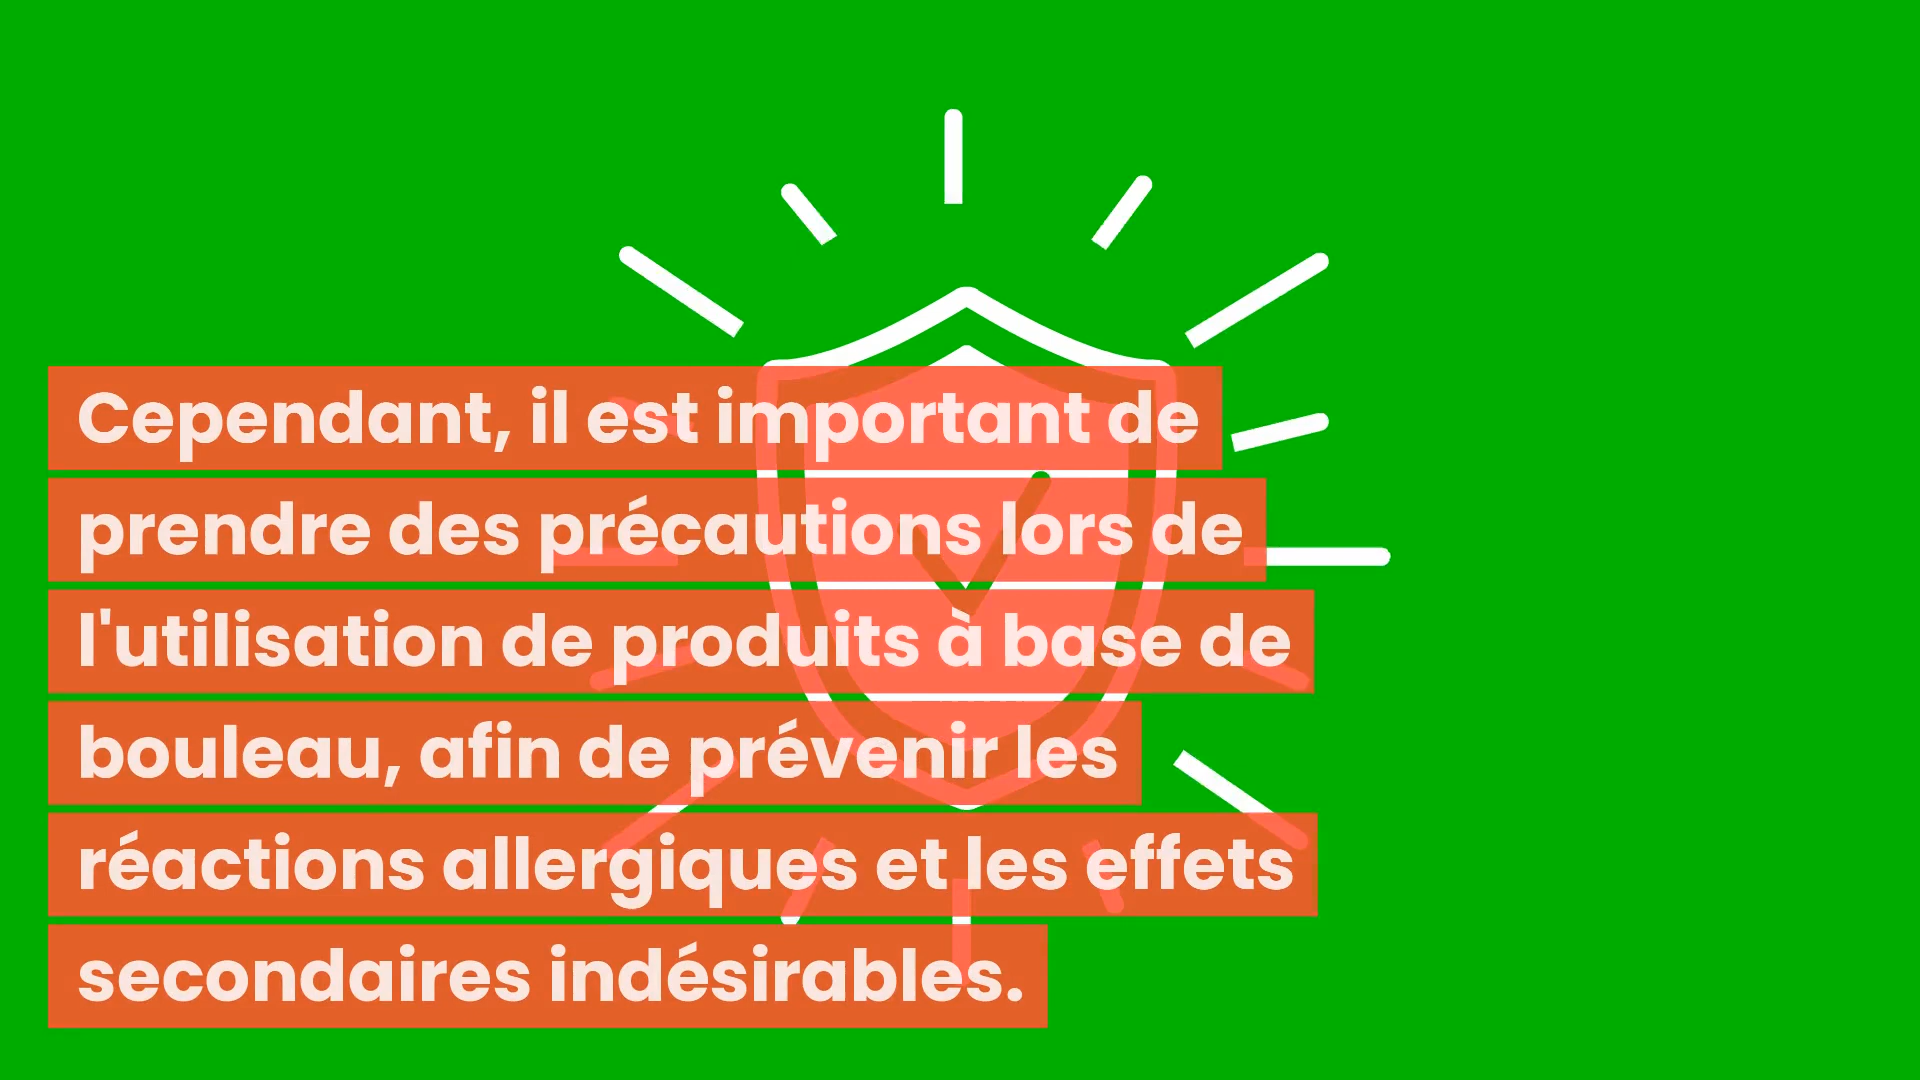 Cependant, il est important de
prendre des précautions lors de
l'utilisation de produits à base de
bouleau, afin de prévenir les
réactions allergiques et les effets
secondaires indésirables.